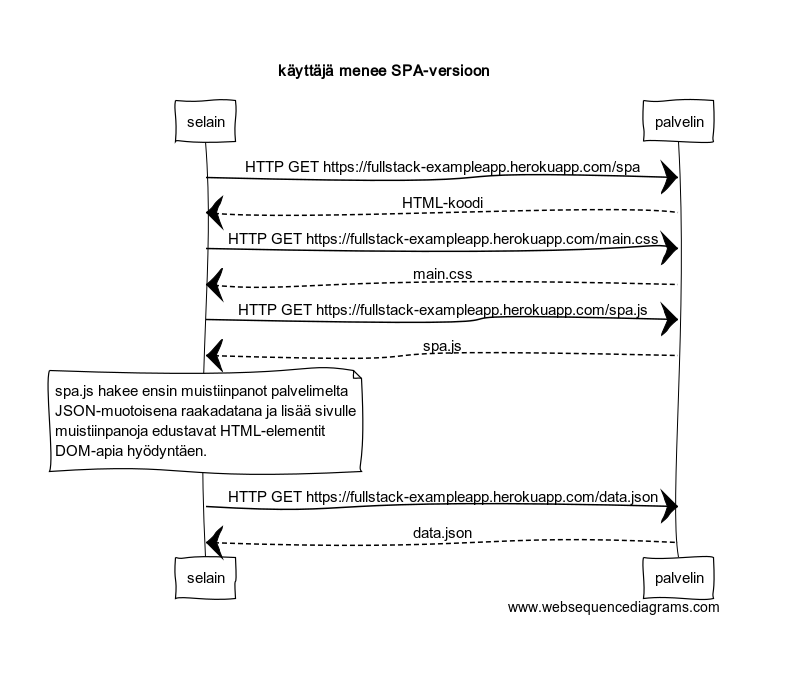 käyttäjä menee SPA-versioon
selain
palvelin
HTTP GET https://fullstack-exampleapp.herokuapp.com/spa
HTML-koodi
HTTP GET https://fullstack-exampleapp.herokuapp.com/main.css
main.css
HTTP GET https://fullstack-exampleapp.herokuapp.com/spa.js
spa.js
spa.js hakee ensin muistiinpanot palvelimelta
JSON-muotoisena raakadatana ja lisää sivulle
muistiinpanoja edustavat HTML-elementit
DOM-apia hyödyntäen.
HTTP GET https://fullstack-exampleapp.herokuapp.com/data.json
data.json
selain
palvelin
www.websequencediagrams.com